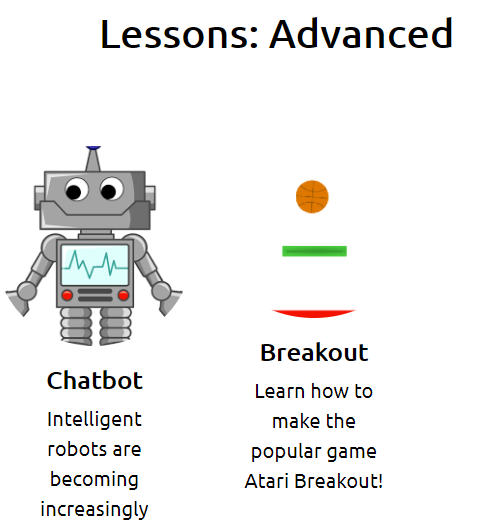 Lessons: Advanced
Chatbot
Intelligent
robots are
becoming
increasingly
Breakout
Learn how to
make the
popular game
Atari Breakout!